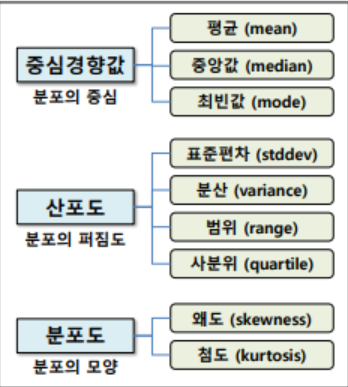 중심경향값
분포의 중심
평균 (mean)
중앙값 (median)
최빈값 (mode)
산포도
분포의 퍼짐도
표준편차 (stddev)
분산 (variance)
범위 (range)
사분위 (quartile)
분포도
분포의 모양
왜도 (skewness)
첨도 (kurtosis)